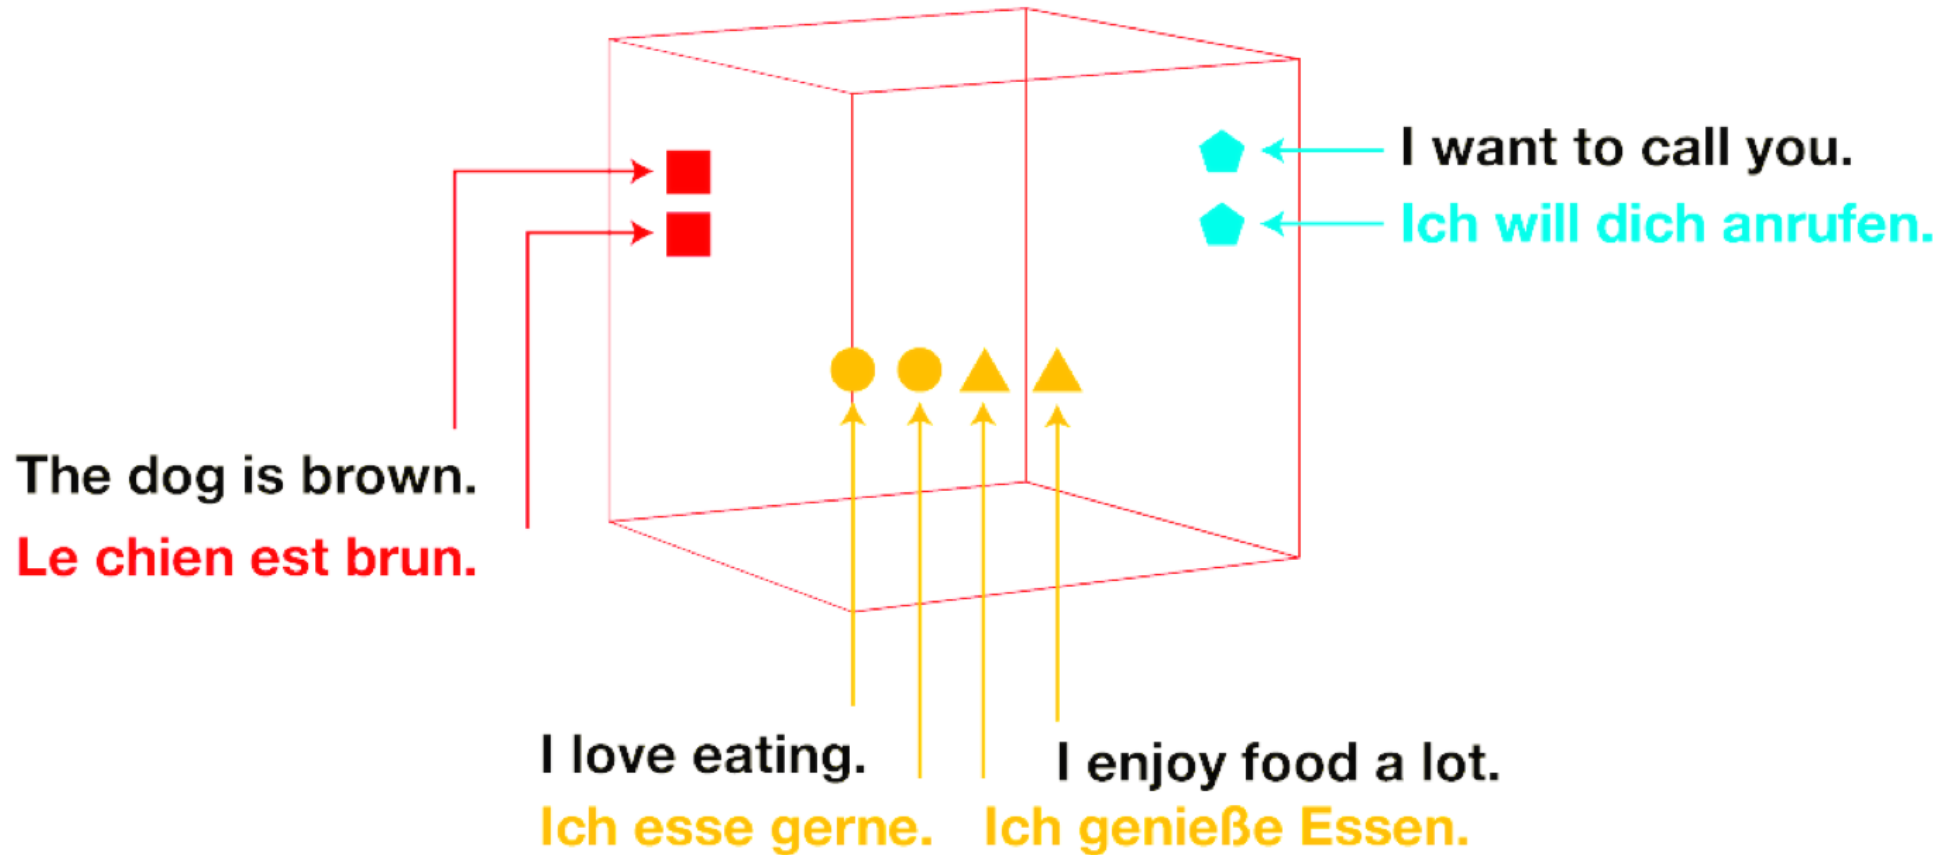 I want to call you.
Ich will dich anrufen.
The dog is brown.
Le chien est brun.
I love eating.
Ich esse gerne.
I enjoy food a lot.
Ich genieße Essen.